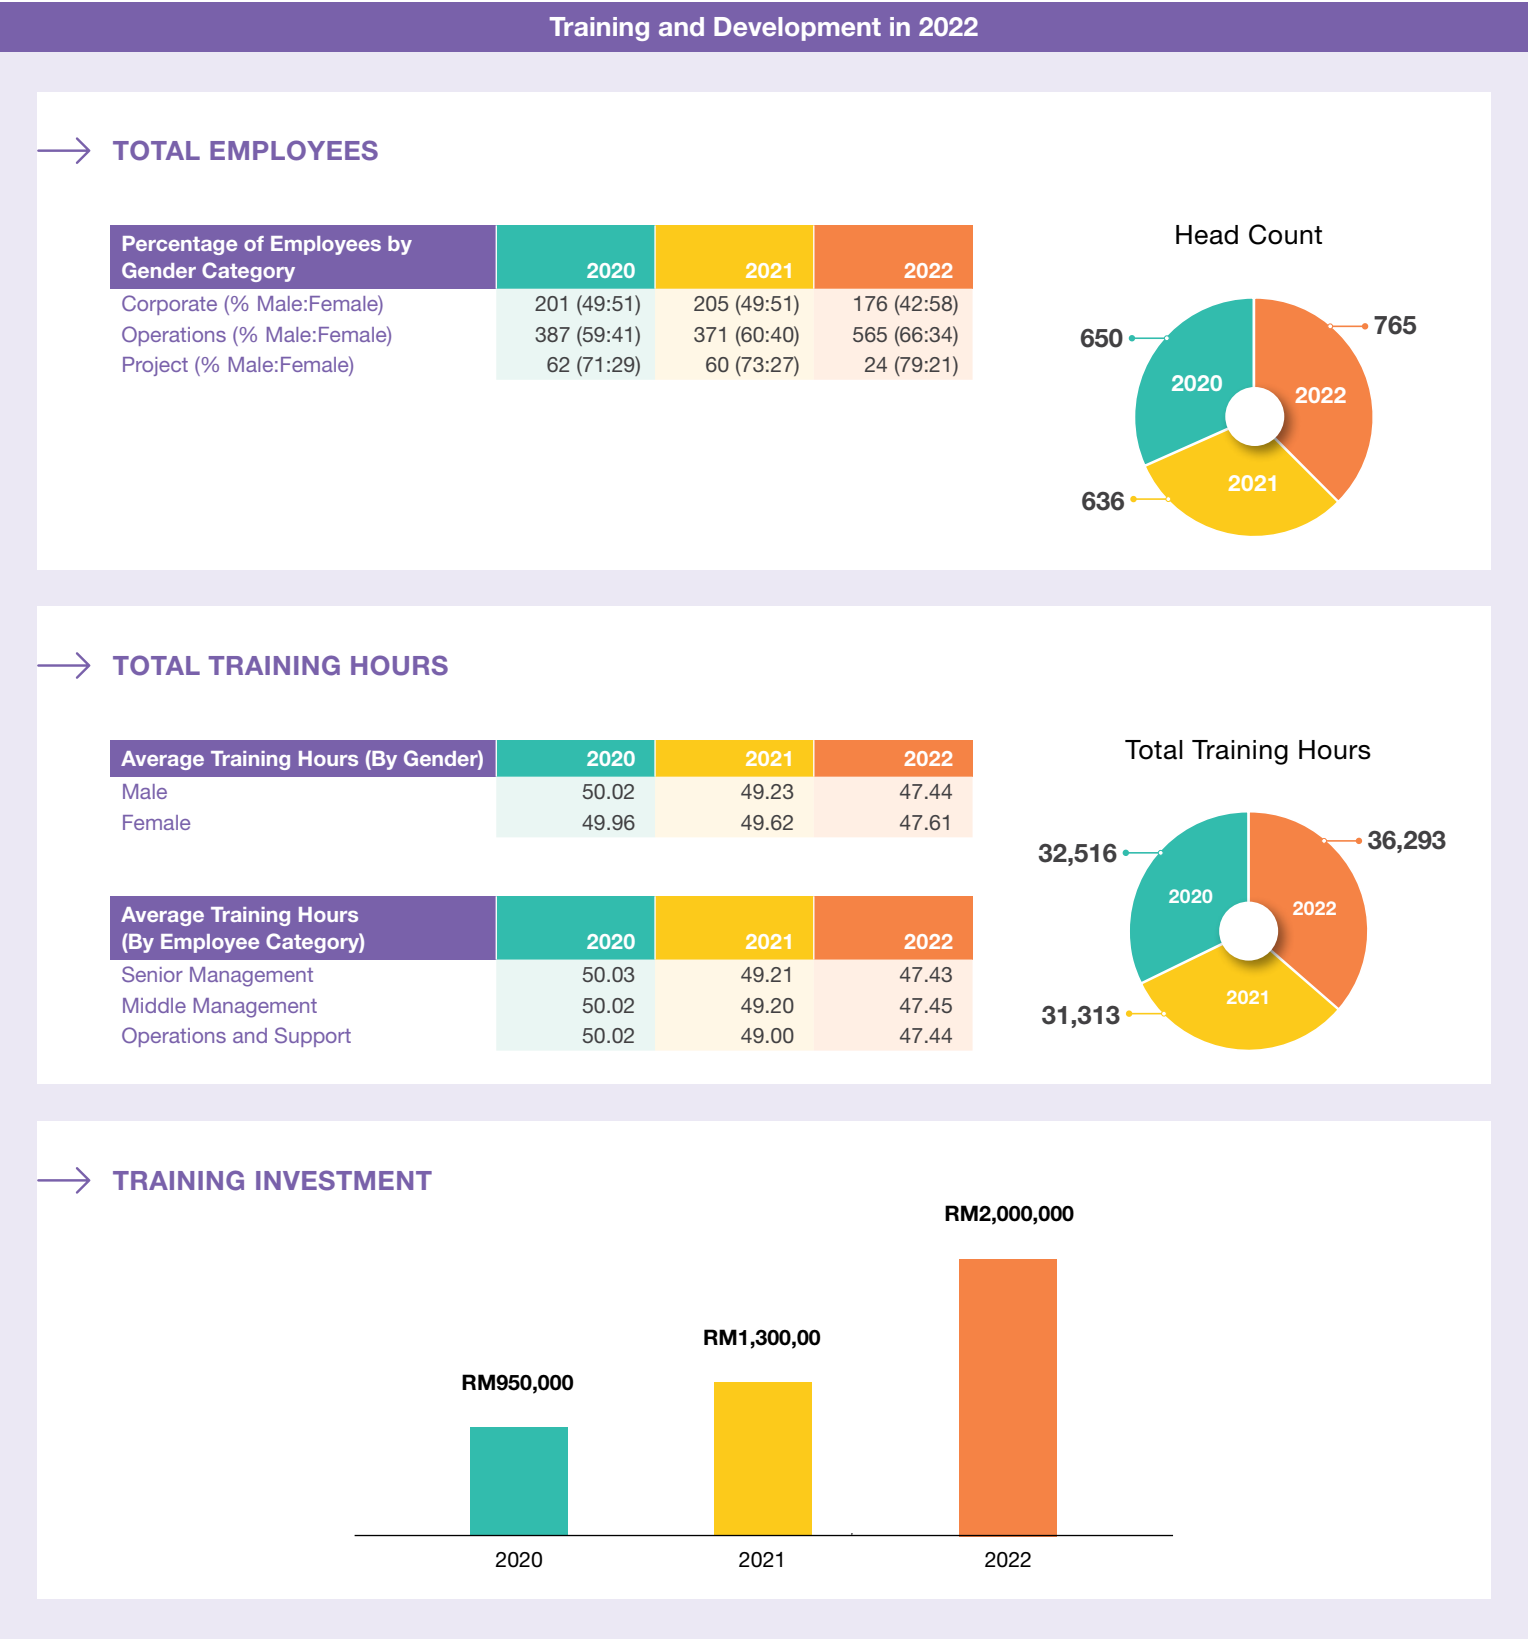 Training and Development in 2022
TOTAL EMPLOYEES
Percentage of Employees by
Gender Category 2020 2021 2022
Corporate (% Male:Female) 201 (49:51) 205 (49:51) 176 (42:58)
Operations (% Male:Female) 387 (59:41) 371 (60:40) 565 (66:34)
Project (% Male:Female) 62 (71:29) 60 (73:27) 24 (79:21)
Head Count
650
765
2020
2022
2021
636
TOTAL TRAINING HOURS
Average Training Hours (By Gender) 2020 2021 2022
Male 50.02 49.23 47.44
Female 49.96 49.62 47.61
Average Training Hours
(By Employee Category) 2020 2021 2022
Senior Management 50.03 49.21 47.43
Middle Management 50.02 49.20 47.45
Operations and Support 50.02 49.00 47.44
Total Training Hours
32,516
36,293
2020
2022
2021
31,313
TRAINING INVESTMENT
RM2,000,000
RM1,300,00
RM950,000
2020 2021 2022